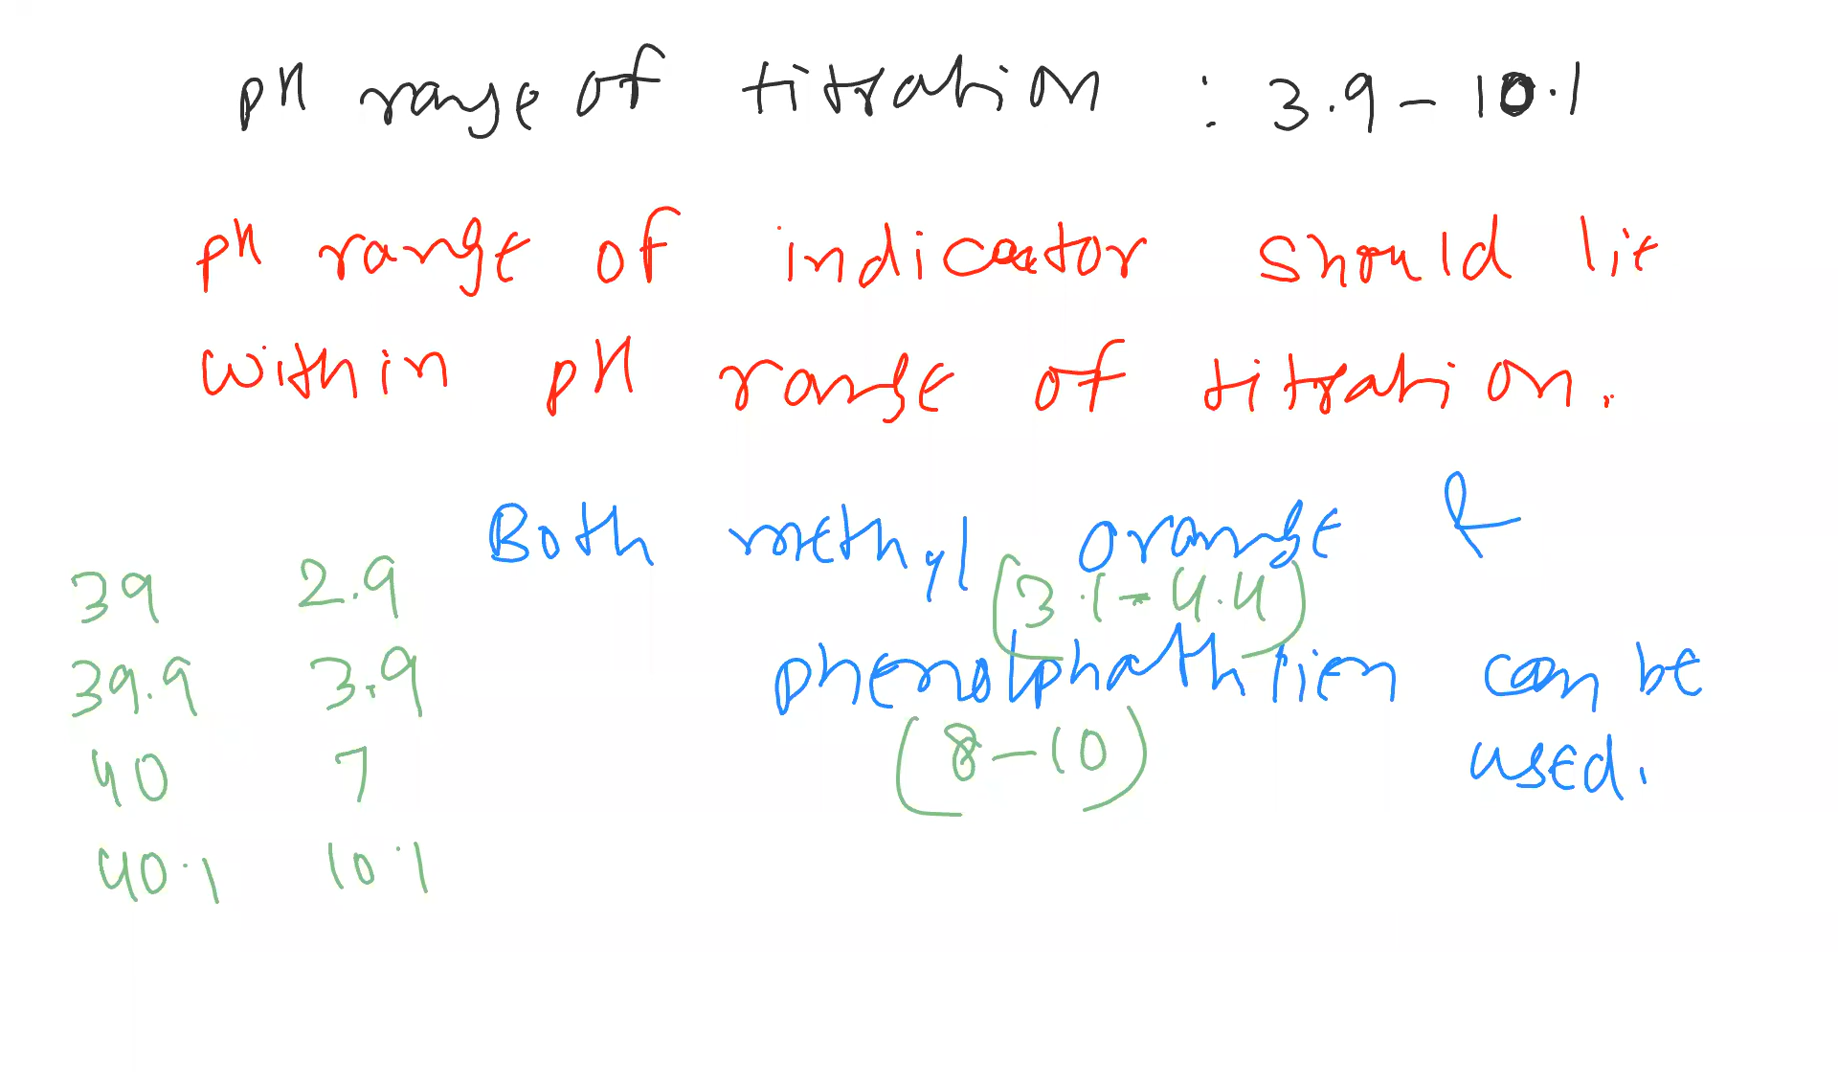 pH range of titration : 3.9 – 10.1
pH range of indicator should lie
within pH range of titration.
Both methyl orange &
(3.1 – 4.4)
phenolphathlien can be
(8 – 10) used.
39 2.9
39.9 3.9
40 7
40.1 10.1